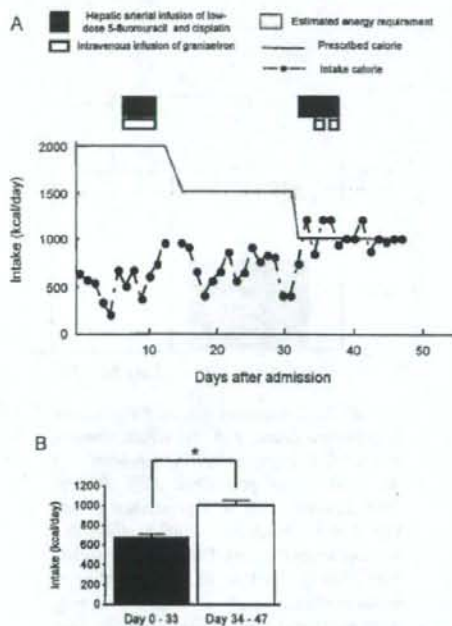 A
Hepatic arterial infusion of low-
dose 5-fluorouracil and cisplatin
Intravenous infusion of granisetron
Estimated energy requirement
Prescribed calorie
Intake calorie
Intake (kcal/day)
2000
1500
1000
500
0
10
20
30
40
50
Days after admission
B
*
Intake (kcal/day)
1200
1000
800
600
400
200
0
Day 0 - 33
Day 34 - 47